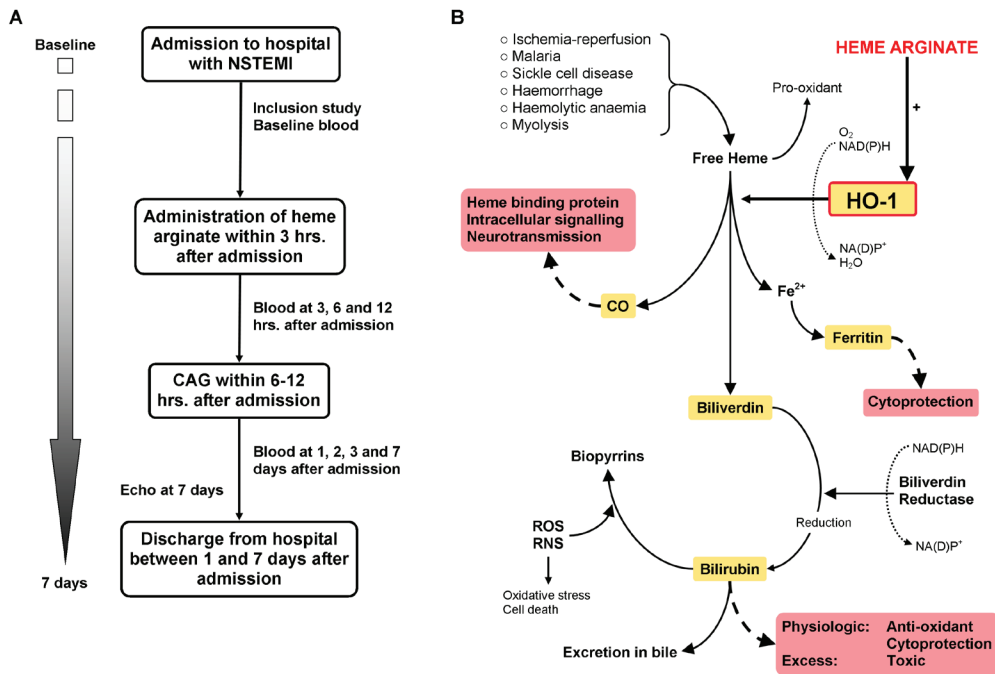 A
Baseline
Admission to hospital
with NSTEMI
Inclusion study
Baseline blood
Administration of heme
arginate within 3 hrs.
after admission
Blood at 3, 6 and 12
hrs. after admission
CAG within 6-12
hrs. after admission
Blood at 1, 2, 3 and 7
days after admission
Echo at 7 days
Discharge from hospital
between 1 and 7 days after
admission
7 days
B
○ Ischemia-reperfusion
○ Malaria
○ Sickle cell disease
○ Haemorrhage
○ Haemolytic anaemia
○ Myolysis
Pro-oxidant
HEME ARGINATE
+
Free Heme
O₂
NAD(P)H
HO-1
NA(D)P⁺
H₂O
Heme binding protein
Intracellular signalling
Neurotransmission
CO
Fe²⁺
Ferritin
Cytoprotection
Biliverdin
NAD(P)H
Biliverdin
Reductase
NA(D)P⁺
Reduction
Biopyrrins
ROS
RNS
Oxidative stress
Cell death
Bilirubin
Excretion in bile
Physiologic: Anti-oxidant
Cytoprotection
Excess: Toxic